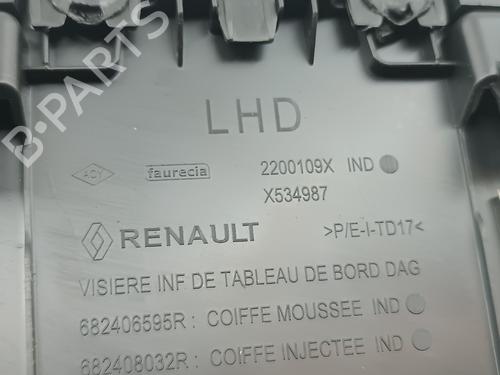 B-PARTS
LHD
ACY faurecia 2200109X IND
X534987
RENAULT >P/E-I-TD17<
VISIERE INF DE TABLEAU DE BORD DAG
682406595R : COIFFE MOUSSEE IND
682408032R : COIFFE INJECTEE IND